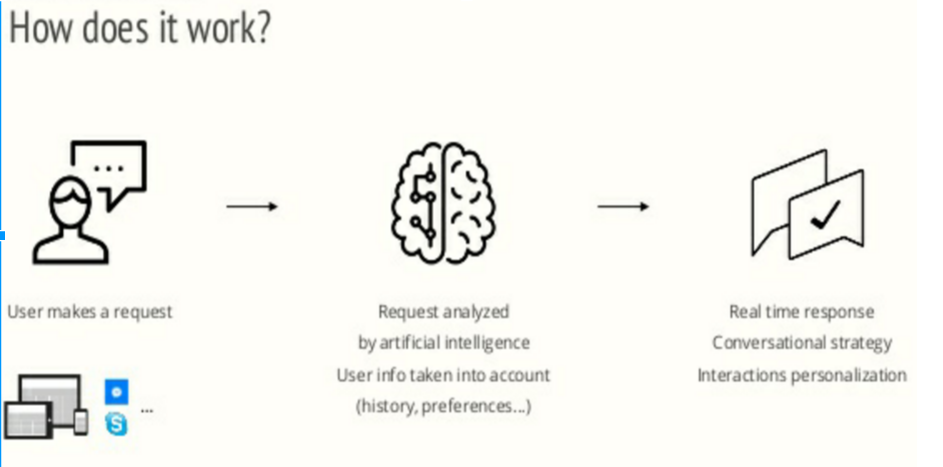 How does it work?
User makes a request
Request analyzed
by artificial intelligence
User info taken into account
(history, preferences...)
Real time response
Conversational strategy
Interactions personalization
...